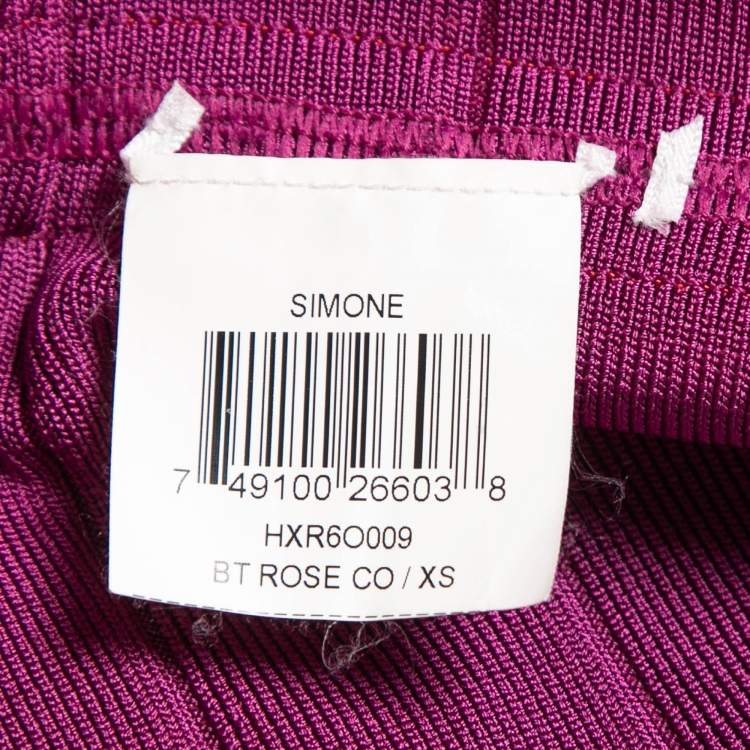 SIMONE
7 49100 26603 8
HXR6O009
BT ROSE CO / XS